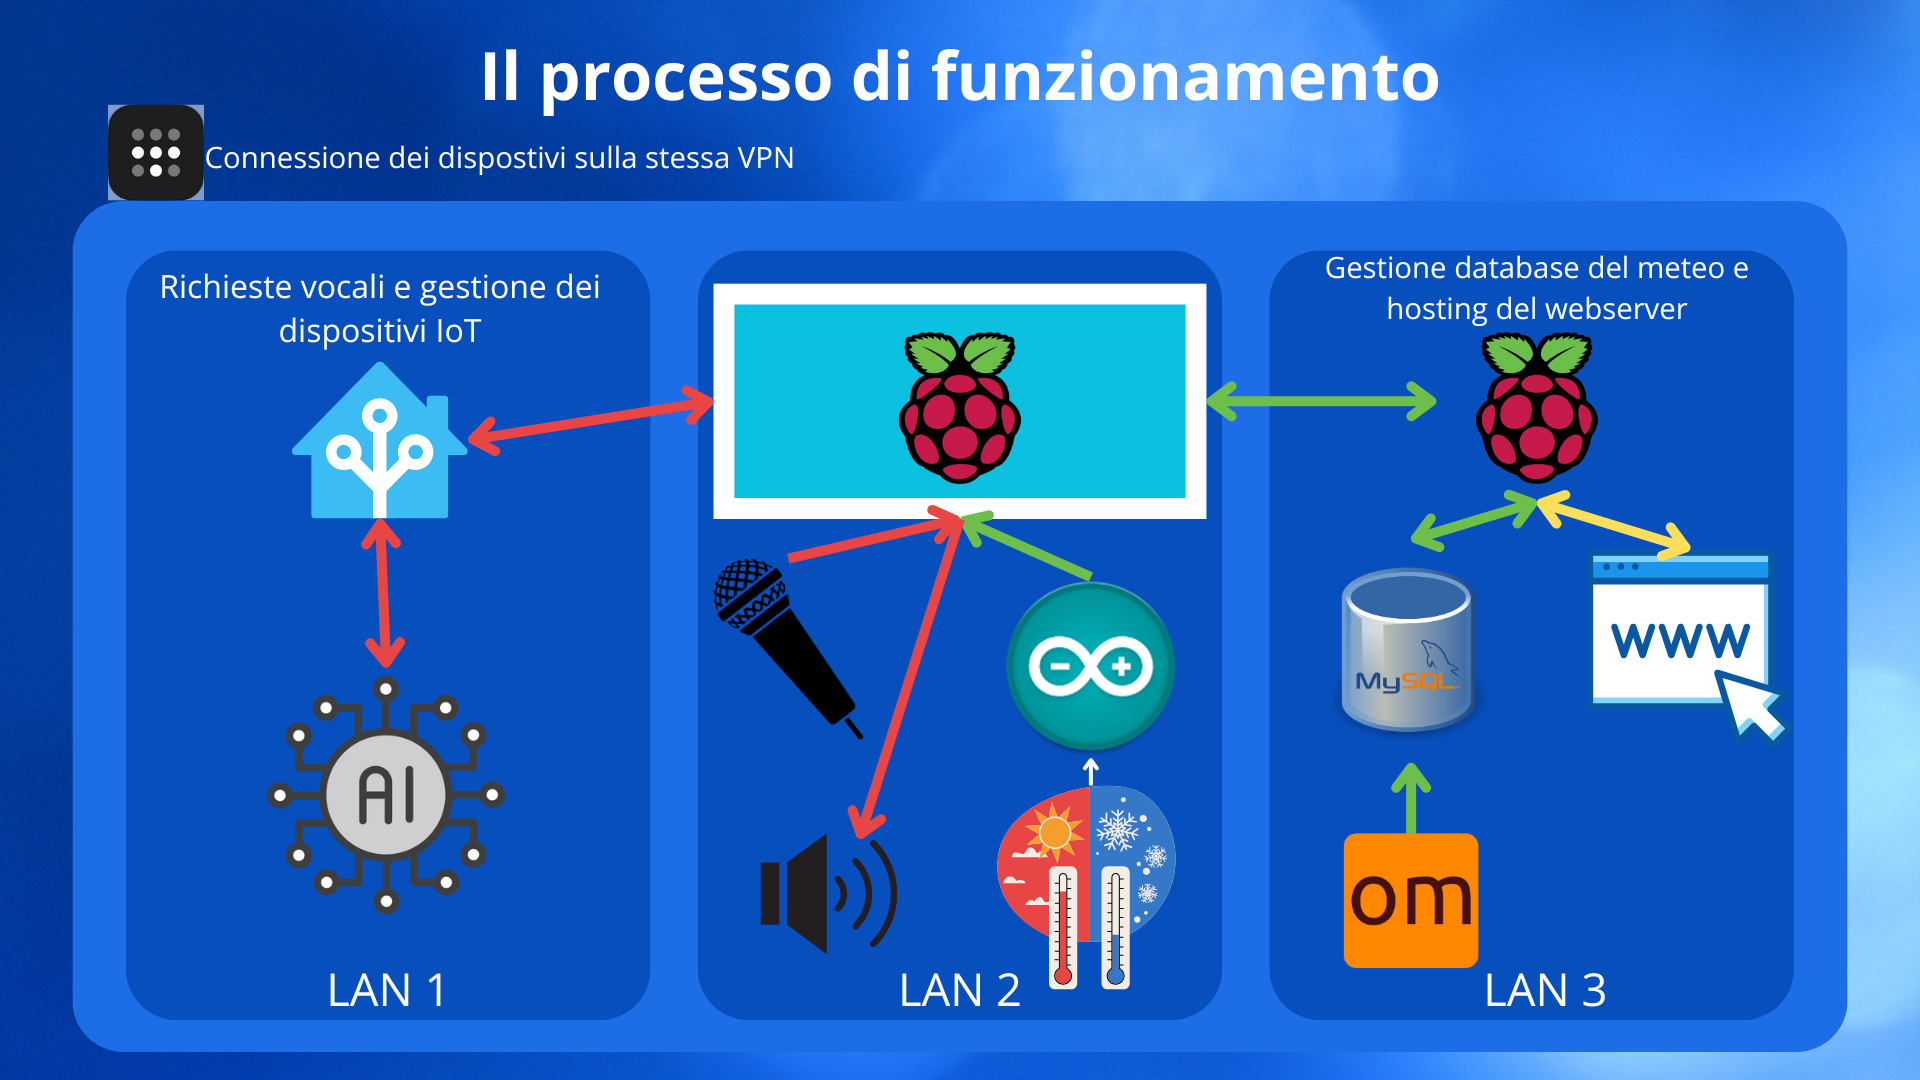 Il processo di funzionamento
Connessione dei dispostivi sulla stessa VPN
Richieste vocali e gestione dei
dispositivi IoT
Gestione database del meteo e
hosting del webserver
AI
MySQL
www
om
LAN 1
LAN 2
LAN 3